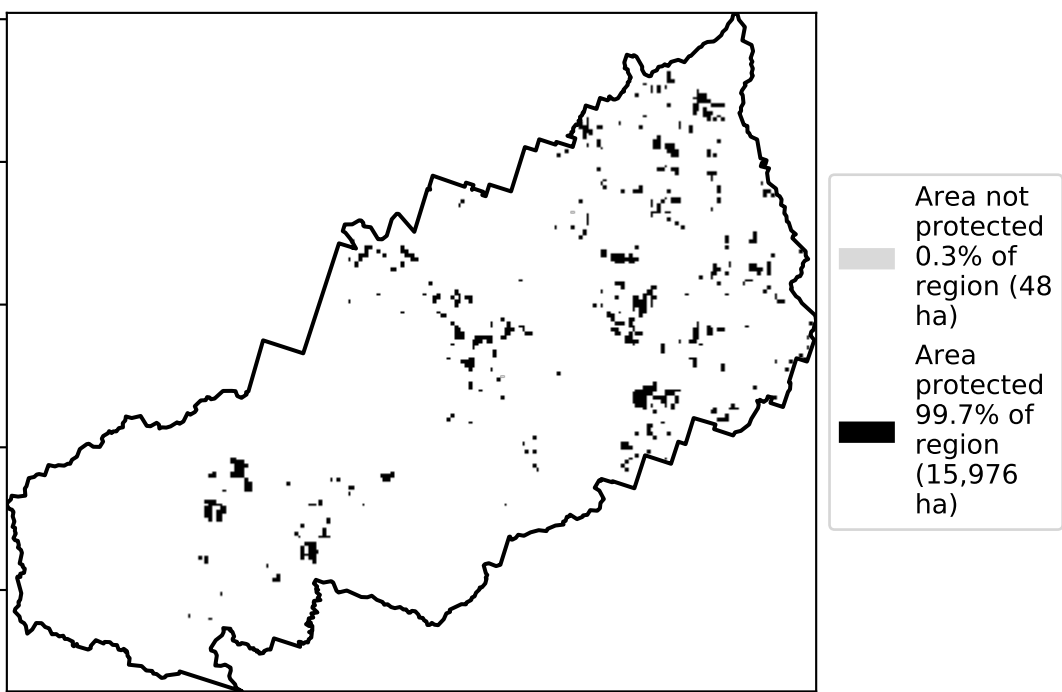 Area not
protected
0.3% of
region (48
ha)
Area
protected
99.7% of
region
(15,976
ha)